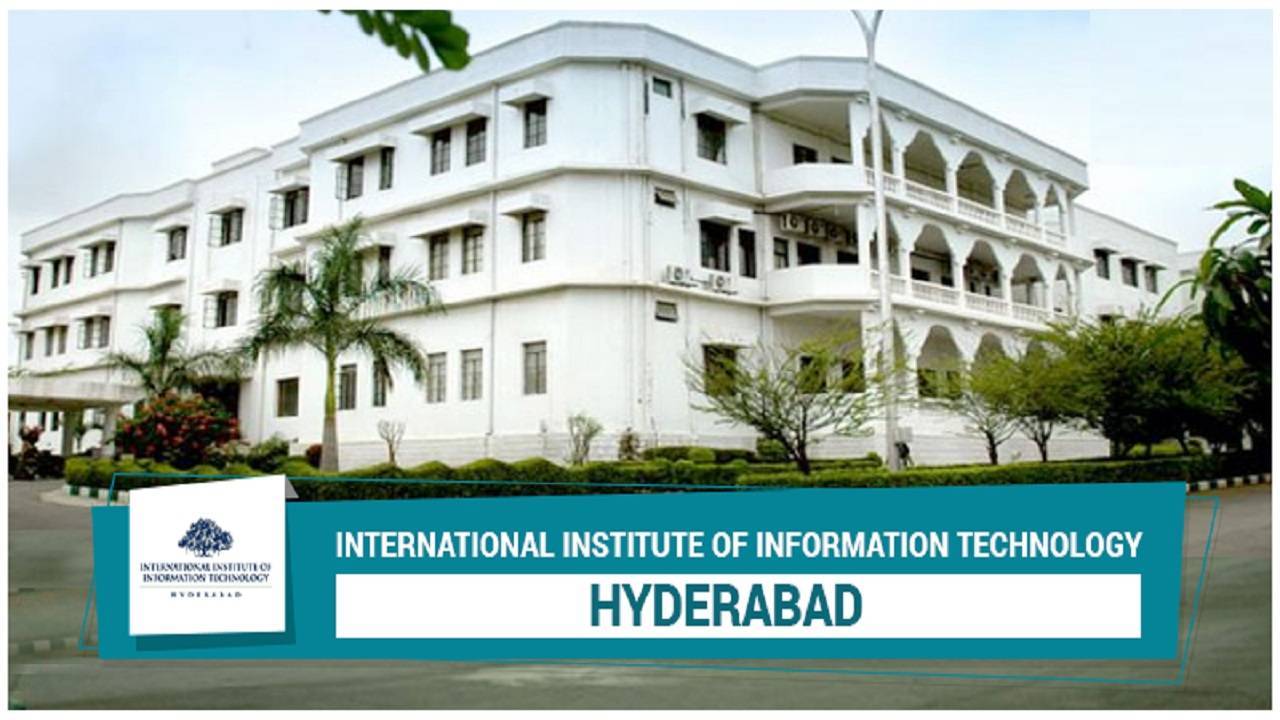 INTERNATIONAL INSTITUTE OF
INFORMATION TECHNOLOGY
HYDERABAD
INTERNATIONAL INSTITUTE OF INFORMATION TECHNOLOGY
HYDERABAD